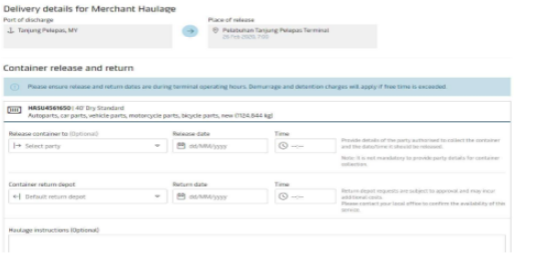 Delivery details for Merchant Haulage
Port of discharge
Tanjung Pelepas, MY
Place of release
Pelabuhan Tanjung Pelepas Terminal
Container release and return
Please ensure release and return dates are during terminal operating hours. Demurrage and detention charges will apply if free time is exceeded
40' Dry Standard
Autoparts, car parts, vehicle parts, motorcycle parts, bicycle parts, new (1124.844 kg)
Release container to (Optional)
Select party
Release date
dd/MMM/yyyy
Time
--:--
Provide details of the party authorised to collect the container
and the date/time it should be released.
Note: It is not mandatory to provide party details for container
collection.
Container return depot
Default return depot
Return date
dd/MMM/yyyy
Time
--:--
Return depot requests are subject to approval and may incur
additional costs.
Please contact your local office to confirm the availability of this
service.
Haulage instructions (Optional)